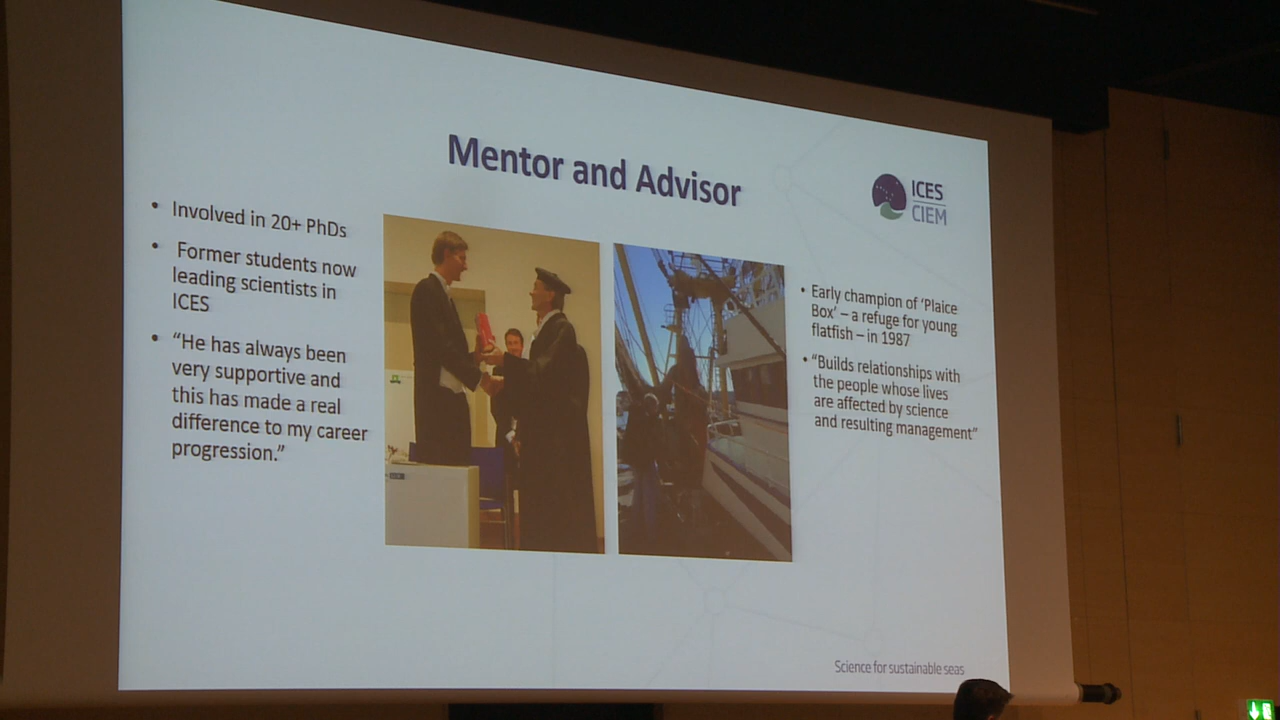 Mentor and Advisor
ICES
CIEM
• Involved in 20+ PhDs
• Former students now
leading scientists in
ICES
• “He has always been
very supportive and
this has made a real
difference to my career
progression.”
• Early champion of ‘Plaice
Box’ – a refuge for young
flatfish – in 1987
• “Builds relationships with
the people whose lives
are affected by science
and resulting management”
Science for sustainable seas